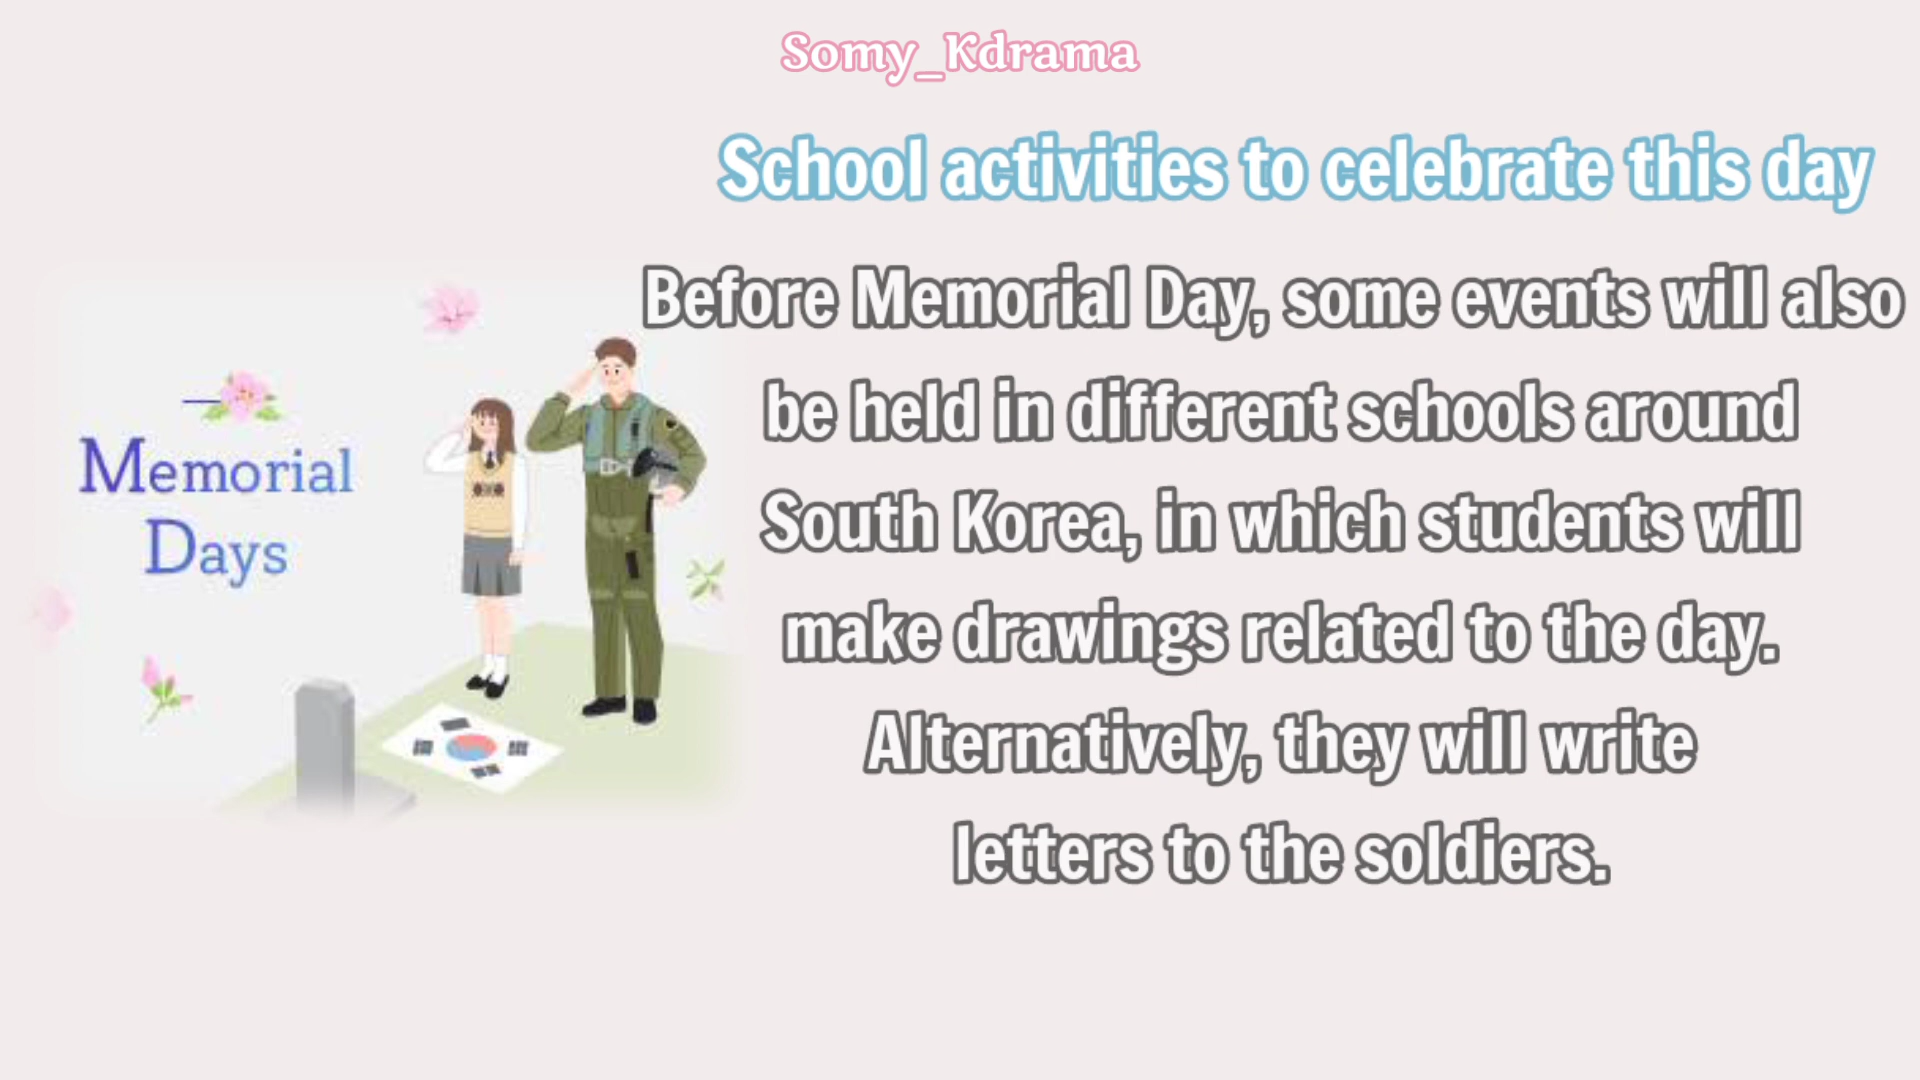 Somy_Kdrama
School activities to celebrate this day
Before Memorial Day, some events will also
be held in different schools around
South Korea, in which students will
make drawings related to the day.
Alternatively, they will write
letters to the soldiers.
Memorial
Days